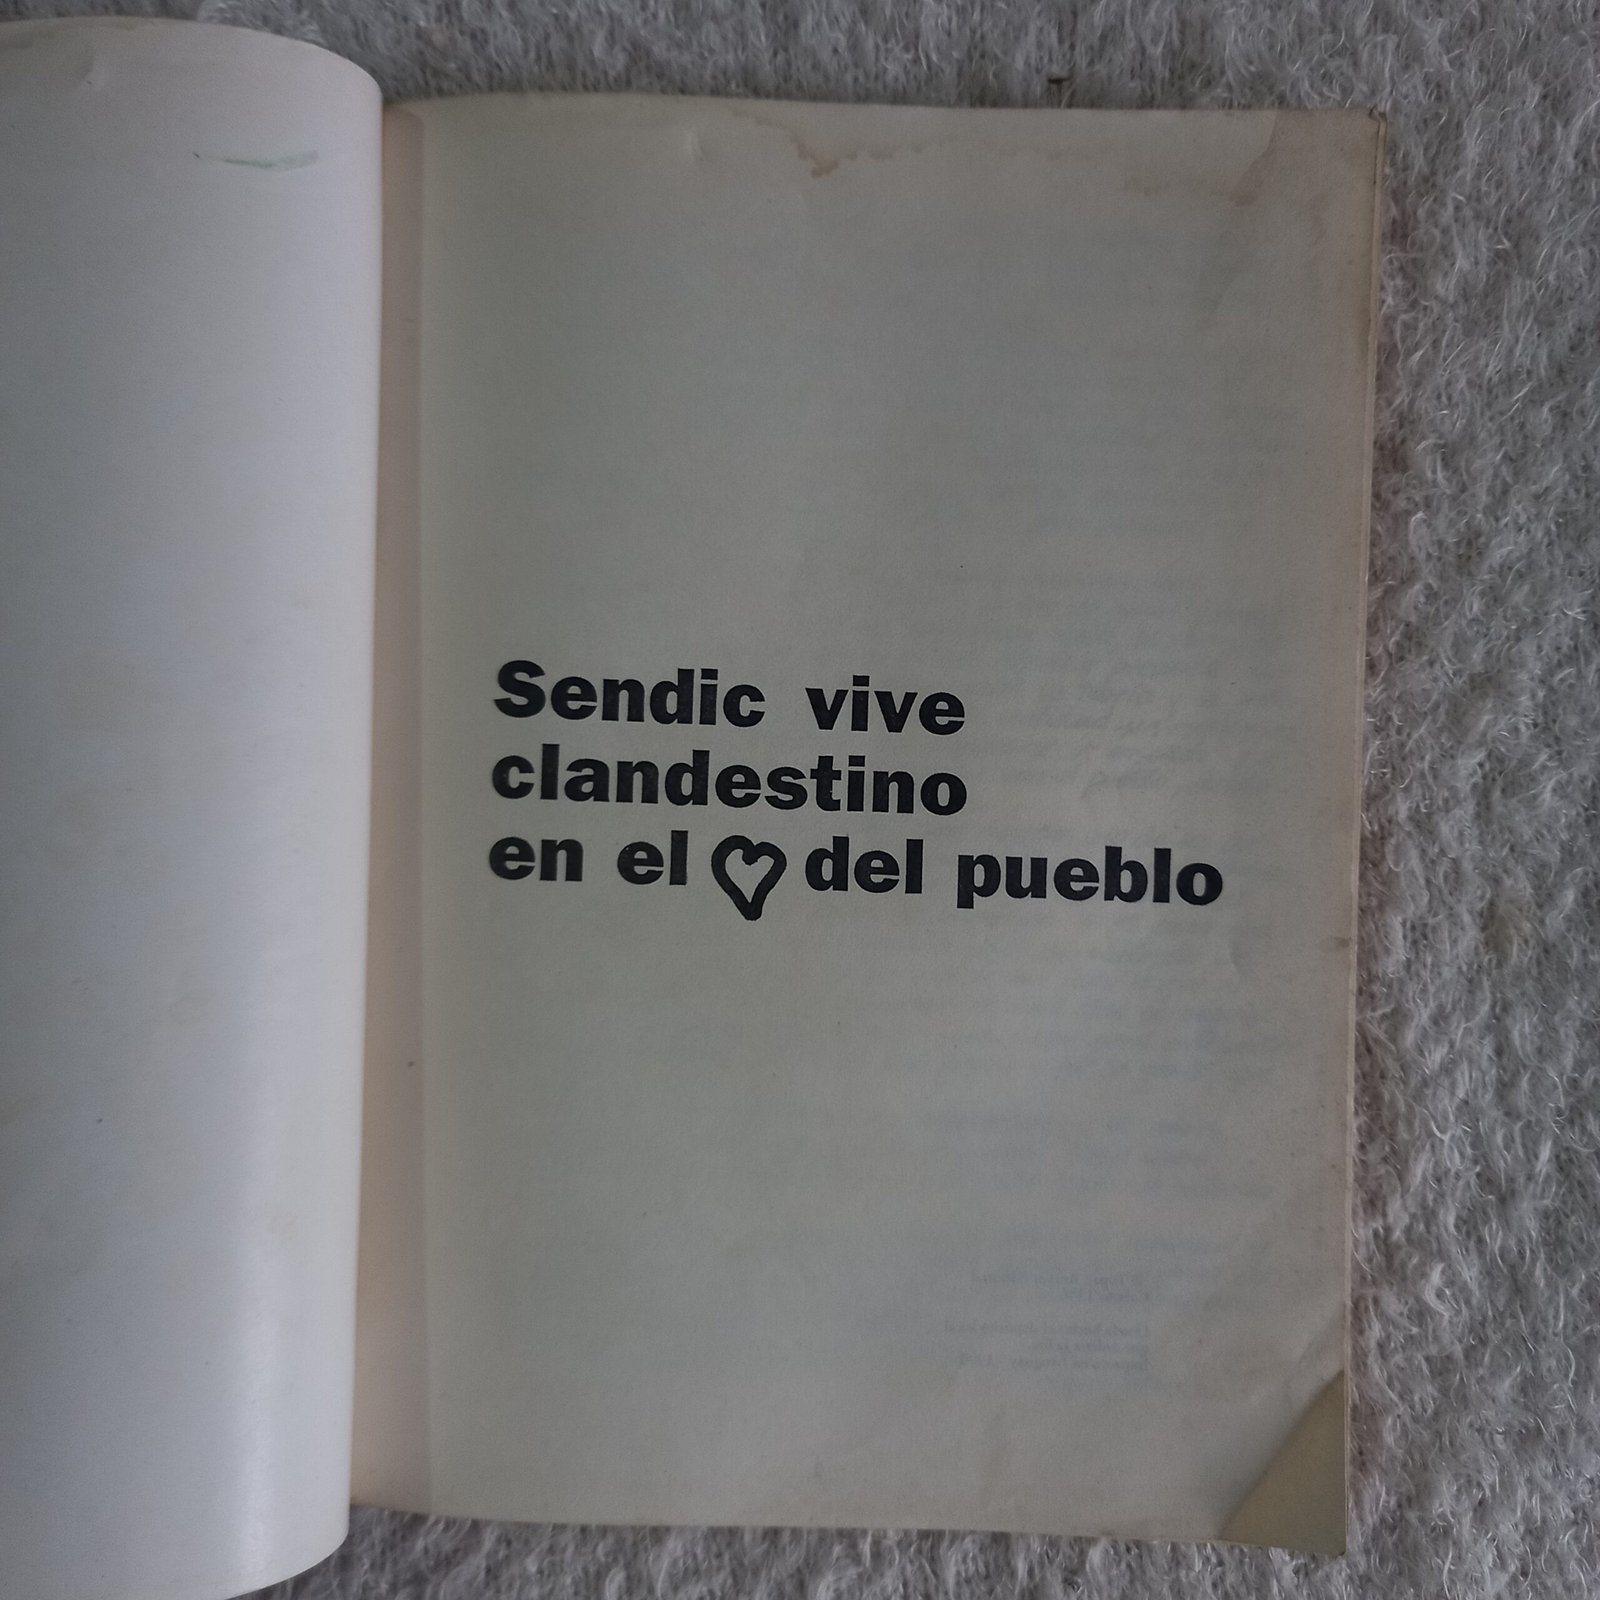 Sendic vive
clandestino
en el ♡ del pueblo